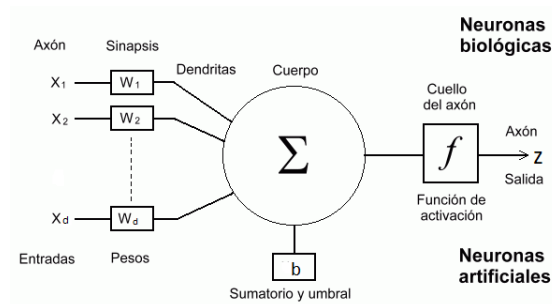 Neuronas
biológicas
Axón
Sinapsis
Dendritas
Cuerpo
Cuello
del axón
X1
W1
X2
W2
Σ
f
Axón
Z
Salida
Xd
Wd
Función de
activación
Entradas
Pesos
b
Sumatorio y umbral
Neuronas
artificiales